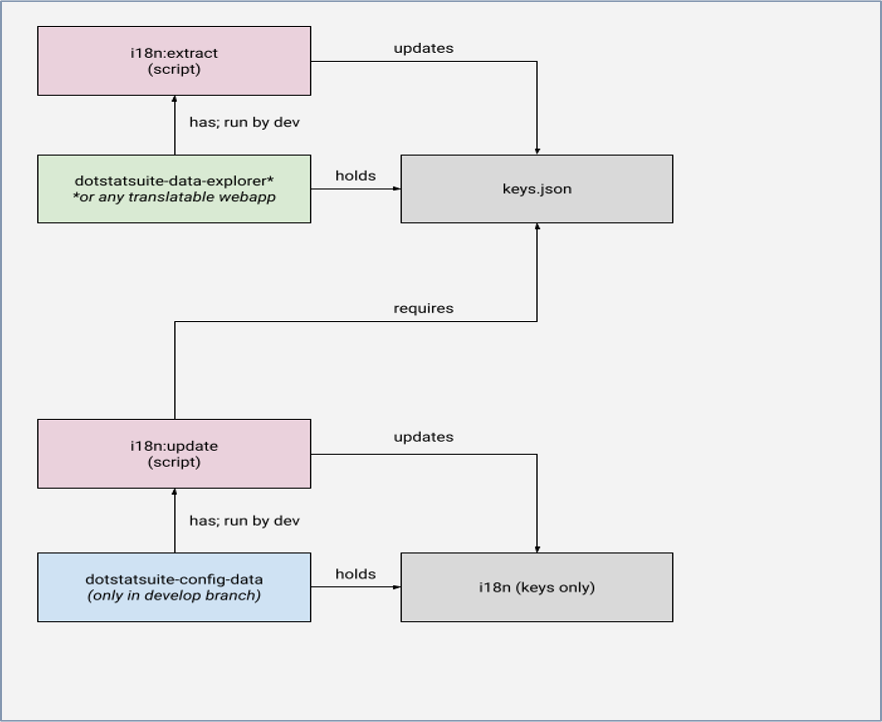 i18n:extract
(script)
updates
has; run by dev
dotstatsuite-data-explorer*
*or any translatable webapp
holds
keys.json
requires
i18n:update
(script)
updates
has; run by dev
dotstatsuite-config-data
(only in develop branch)
holds
i18n (keys only)